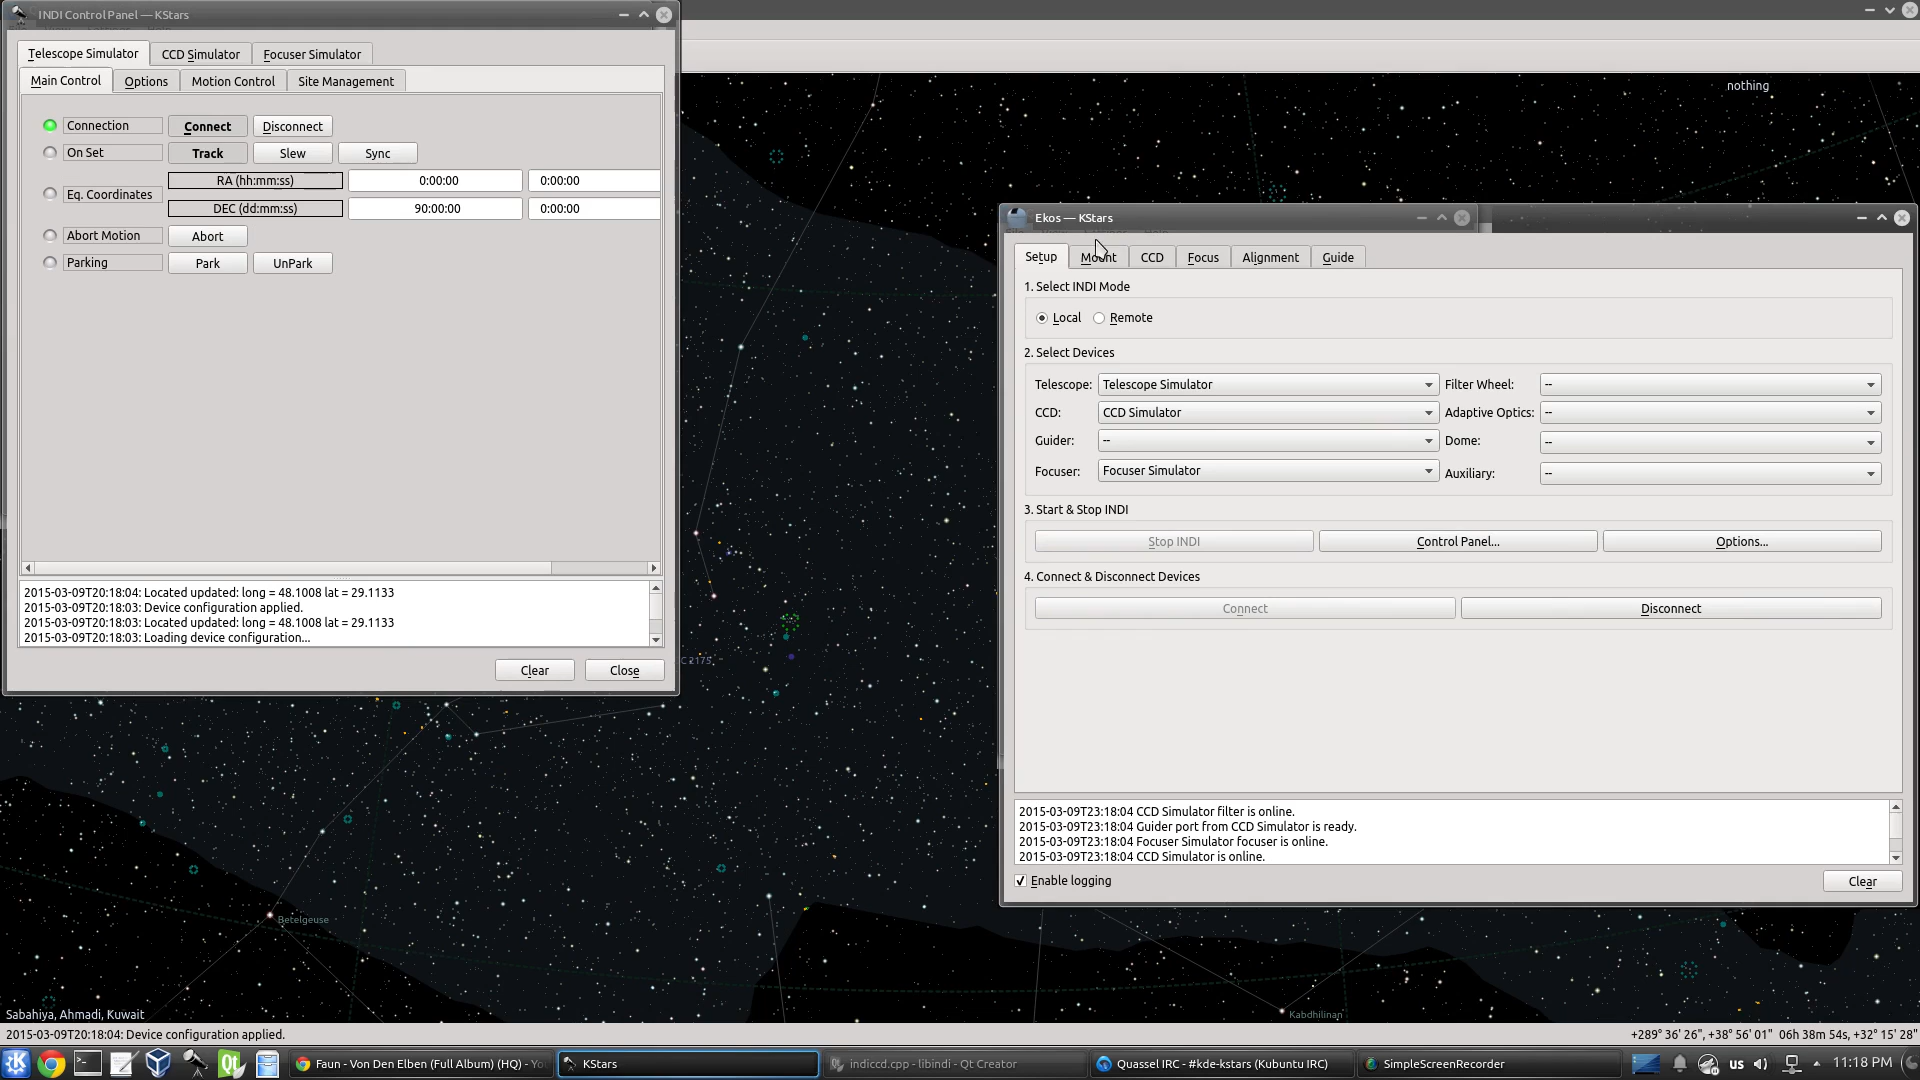 INDI Control Panel — KStars
Telescope Simulator CCD Simulator Focuser Simulator
Main Control Options Motion Control Site Management
Connection Connect Disconnect
On Set Track Slew Sync
Eq. Coordinates
RA (hh:mm:ss) 0:00:00 0:00:00
DEC (dd:mm:ss) 90:00:00 0:00:00
Abort Motion Abort
Parking Park UnPark
2015-03-09T20:18:04: Located updated: long = 48.1008 lat = 29.1133
2015-03-09T20:18:03: Device configuration applied.
2015-03-09T20:18:03: Located updated: long = 48.1008 lat = 29.1133
2015-03-09T20:18:03: Loading device configuration...
Clear Close
nothing
Ekos — KStars
Setup Mount CCD Focus Alignment Guide
1. Select INDI Mode
Local Remote
2. Select Devices
Telescope: Telescope Simulator Filter Wheel: --
CCD: CCD Simulator Adaptive Optics: --
Guider: -- Dome: --
Focuser: Focuser Simulator Auxiliary: --
3. Start & Stop INDI
Stop INDI Control Panel... Options...
4. Connect & Disconnect Devices
Connect Disconnect
2015-03-09T23:18:04 CCD Simulator filter is online.
2015-03-09T23:18:04 Guider port from CCD Simulator is ready.
2015-03-09T23:18:04 Focuser Simulator focuser is online.
2015-03-09T23:18:04 CCD Simulator is online.
Enable logging Clear
C 2175
Betelgeuse
Kabdhilinan
Sabahiya, Ahmadi, Kuwait
2015-03-09T20:18:04: Device configuration applied.
+289° 36' 26", +38° 56' 01" 06h 38m 54s, +32° 15' 28"
Faun - Von Den Elben (Full Album) (HQ) - Yo
KStars
indiccd.cpp - libindi - Qt Creator
Quassel IRC - #kde-kstars (Kubuntu IRC)
SimpleScreenRecorder
us
11:18 PM